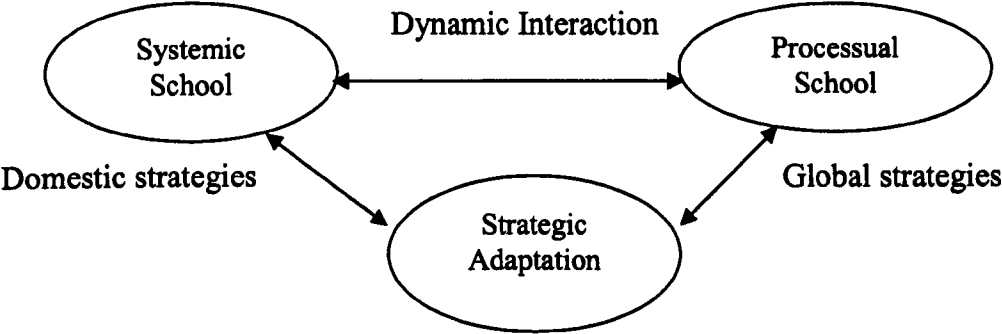 Dynamic Interaction
Systemic
School
Processual
School
Domestic strategies
Global strategies
Strategic
Adaptation